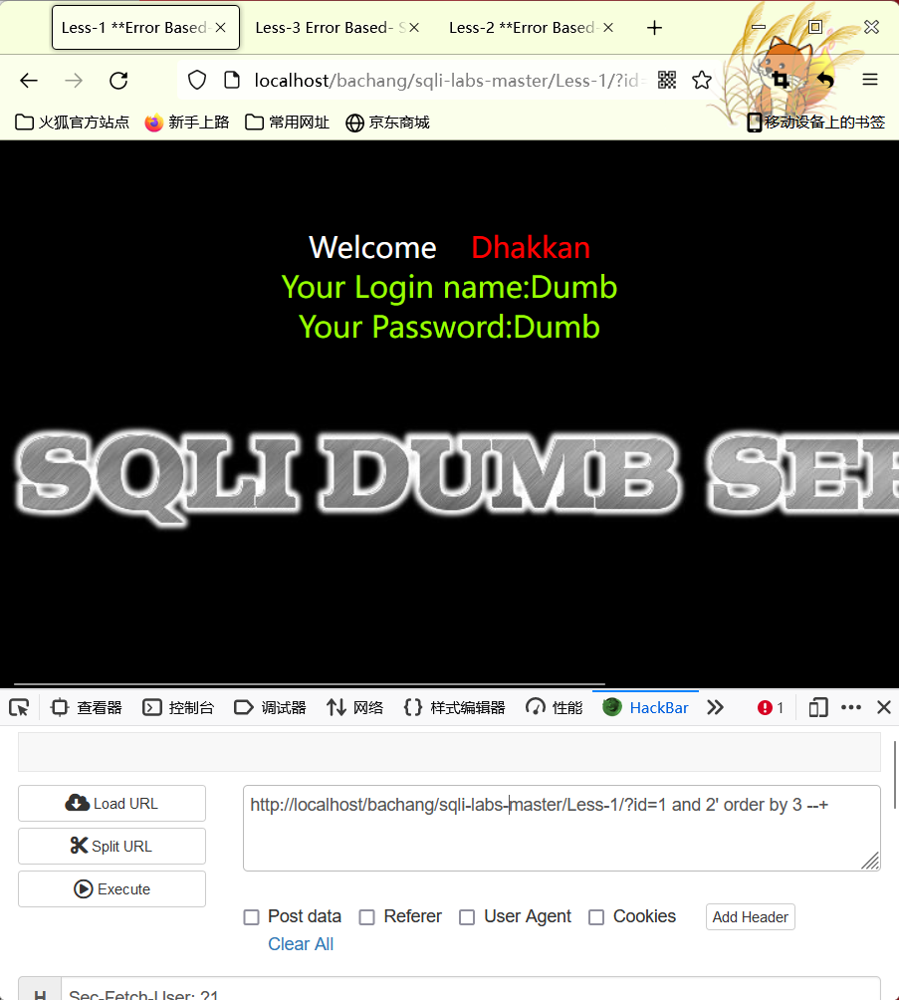 Less-1 **Error Based- Less-3 Error Based- S Less-2 **Error Based-
localhost/bachang/sqli-labs-master/Less-1/?id=
火狐官方站点 新手上路 常用网址 京东商城 移动设备上的书签
Welcome Dhakkan
Your Login name:Dumb
Your Password:Dumb
SQLI DUMB SEE
查看器 控制台 调试器 网络 样式编辑器 性能 HackBar 1
Load URL
http://localhost/bachang/sqli-labs-master/Less-1/?id=1 and 2' order by 3 --+
Split URL
Execute
Post data Referer User Agent Cookies Add Header
Clear All
H Sec-Fetch-User: ?1